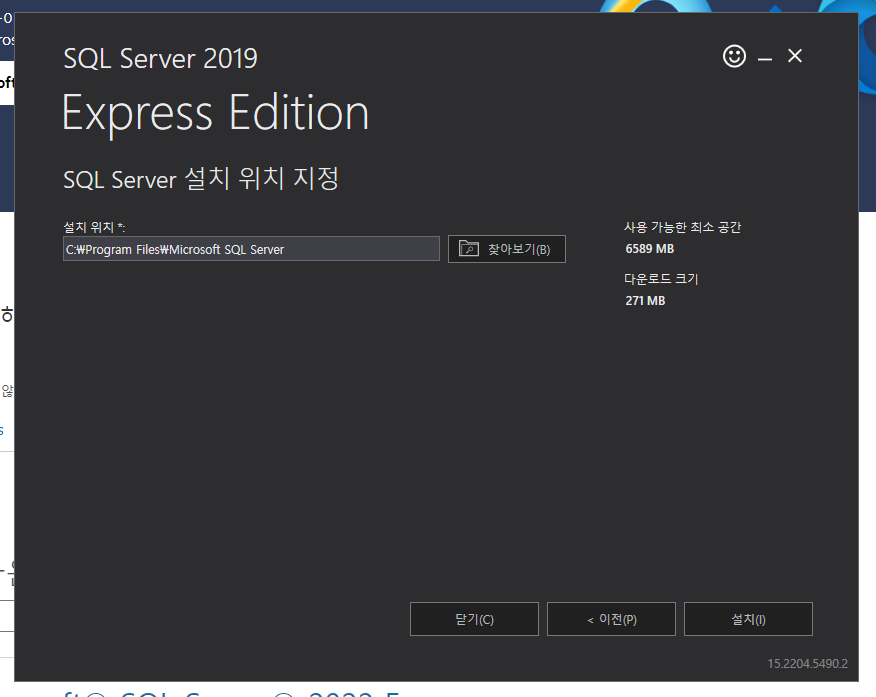 SQL Server 2019
Express Edition
SQL Server 설치 위치 지정
설치 위치 *:
C:₩Program Files₩Microsoft SQL Server
찾아보기(B)
사용 가능한 최소 공간
6589 MB
다운로드 크기
271 MB
닫기(C)
< 이전(P)
설치(I)
15.2204.5490.2